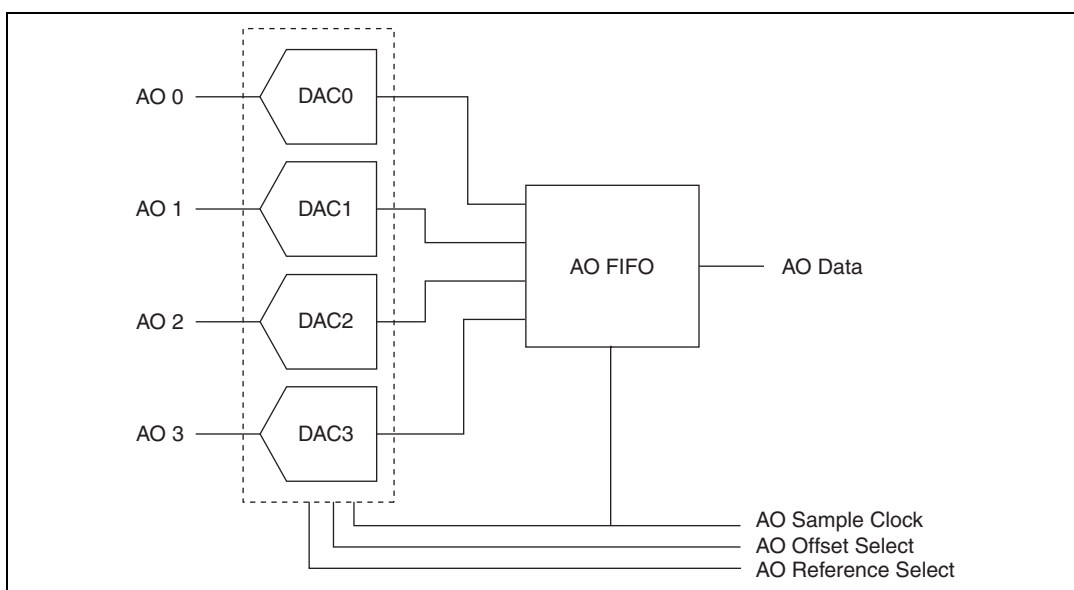 AO 0
DAC0
AO 1
DAC1
AO FIFO
AO Data
AO 2
DAC2
AO 3
DAC3
AO Sample Clock
AO Offset Select
AO Reference Select